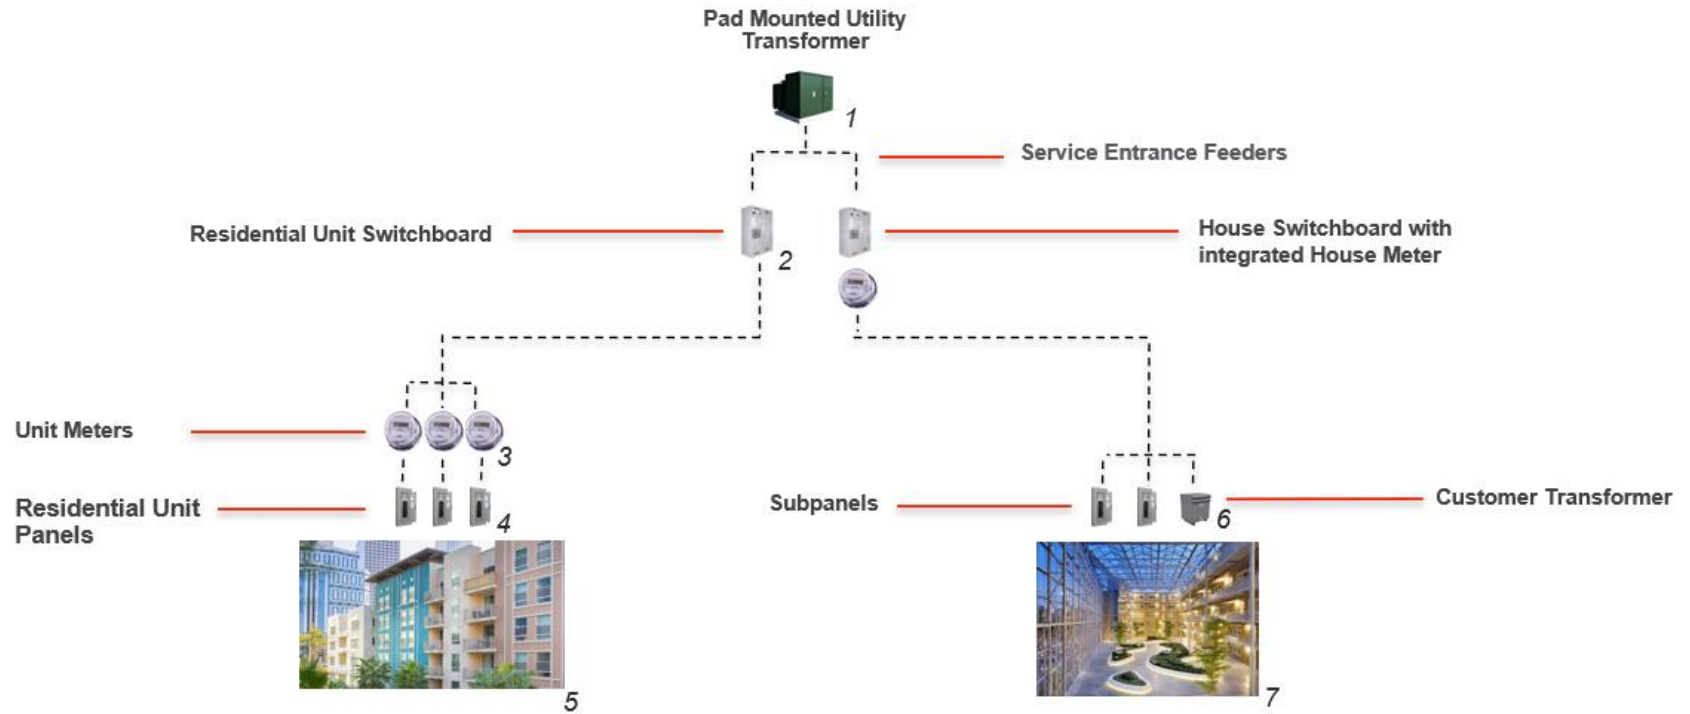 Pad Mounted Utility
Transformer
1
Service Entrance Feeders
Residential Unit Switchboard
2
House Switchboard with
integrated House Meter
Unit Meters
3
Residential Unit
Panels
4
Subpanels
6
Customer Transformer
5
7